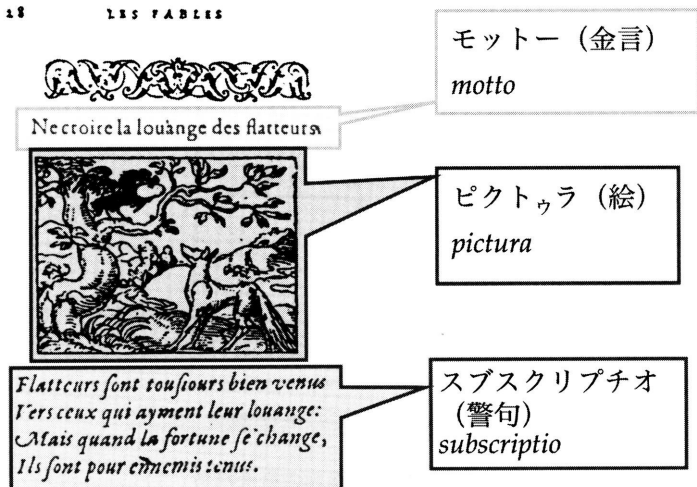 28 LES FABLES
Ne croire la louange des flatteurs
Flatteurs ſont touſiours bien venus
Vers ceux qui ayment leur louange:
Mais quand la fortune ſe change,
Ils ſont pour ennemis tenus.
モットー（金言）
motto
ピクトゥラ（絵）
pictura
スブスクリプチオ
（警句）
subscriptio